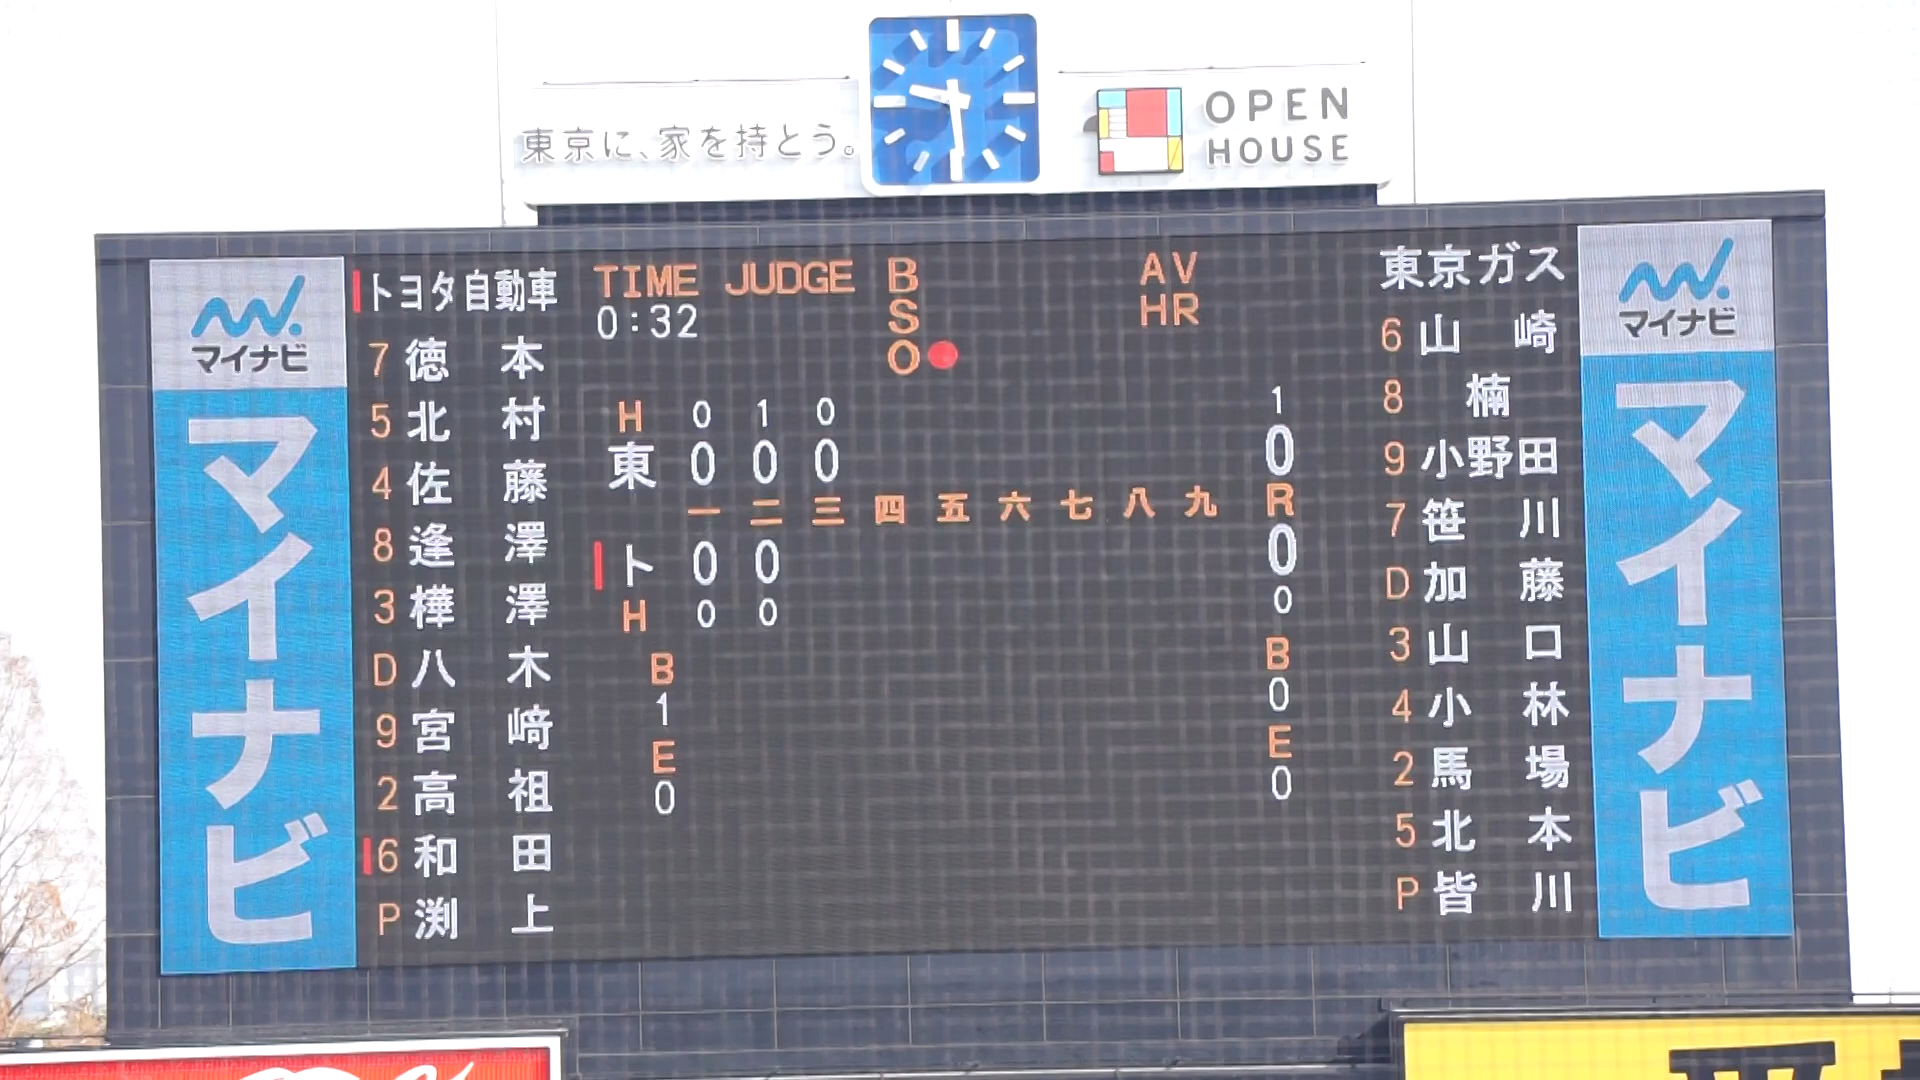 東京に、家を持とう。
OPEN
HOUSE
マイナビ
マイナビ
トヨタ自動車
7 徳本
5 北村
4 佐藤
8 逢澤
3 樺澤
D 八木
9 宮﨑
2 高祖
6 和田
P 渕上
TIME JUDGE
0:32
B
S
O
AV
HR
H 0 1 0 1
東 0 0 0 0
一 二 三 四 五 六 七 八 九 R
ト 0 0 0
H 0 0 0
B B
1 0
E E
0 0
東京ガス
6 山崎
8 楠
9 小野田
7 笹川
D 加藤
3 山口
4 小林
2 馬場
5 北本
P 皆川
マイナビ
マイナビ